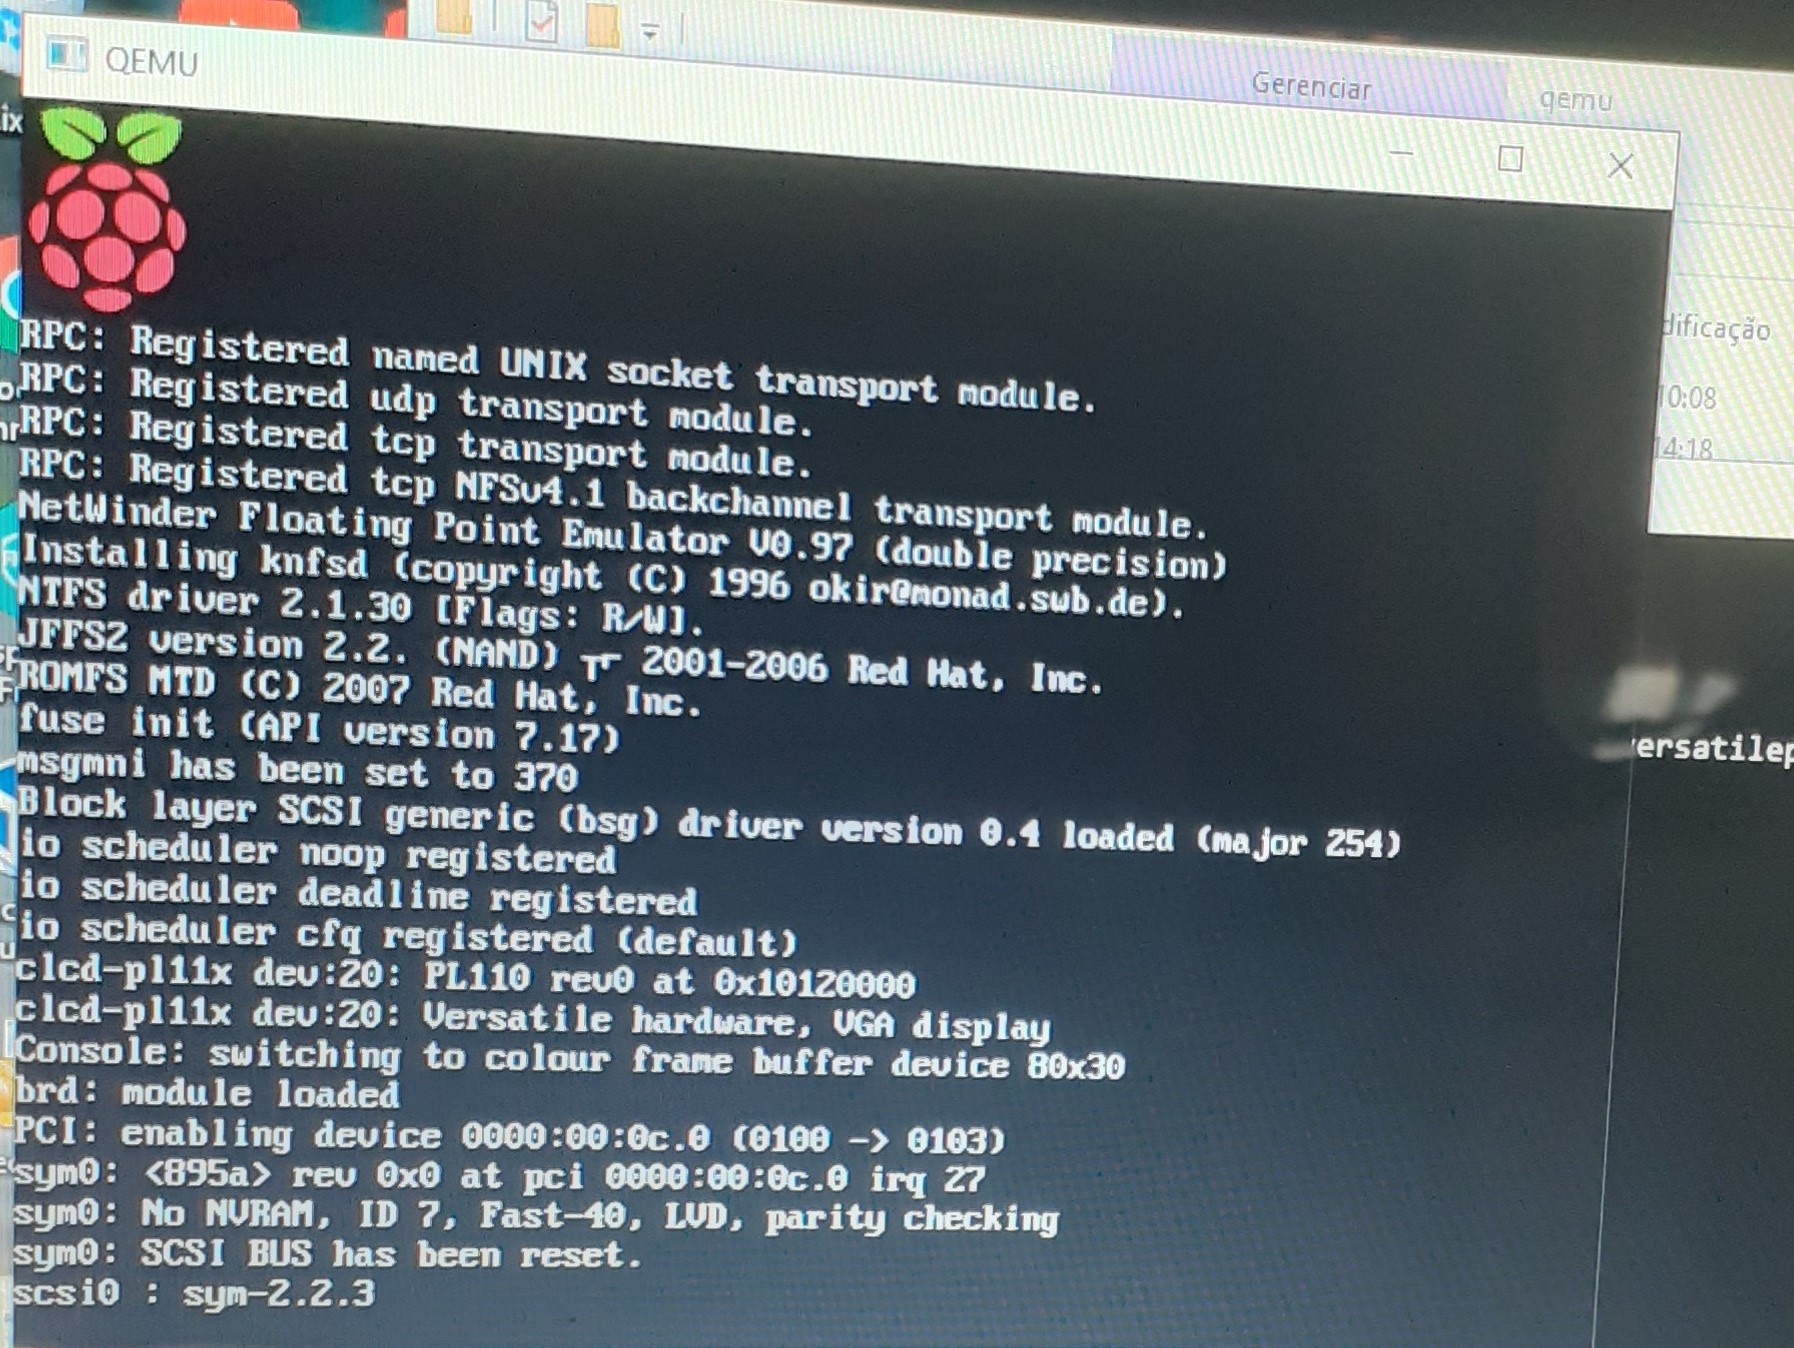 QEMU
Gerenciar
qemu
RPC: Registered named UNIX socket transport module.
RPC: Registered udp transport module.
RPC: Registered tcp transport module.
RPC: Registered tcp NFSv4.1 backchannel transport module.
NetWinder Floating Point Emulator V0.97 (double precision)
Installing knfsd (copyright (C) 1996 okir@monad.swb.de).
NTFS driver 2.1.30 [Flags: R/W].
JFFS2 version 2.2. (NAND) ┬⌐ 2001-2006 Red Hat, Inc.
ROMFS MTD (C) 2007 Red Hat, Inc.
fuse init (API version 7.17)
msgmni has been set to 370
Block layer SCSI generic (bsg) driver version 0.4 loaded (major 254)
io scheduler noop registered
io scheduler deadline registered
io scheduler cfq registered (default)
clcd-pl11x dev:20: PL110 rev0 at 0x10120000
clcd-pl11x dev:20: Versatile hardware, VGA display
Console: switching to colour frame buffer device 80x30
brd: module loaded
PCI: enabling device 0000:00:0c.0 (0100 -> 0103)
sym0: <895a> rev 0x0 at pci 0000:00:0c.0 irq 27
sym0: No NVRAM, ID 7, Fast-40, LVD, parity checking
sym0: SCSI BUS has been reset.
scsi0 : sym-2.2.3
dificação
10:08
14:18
ersatilep